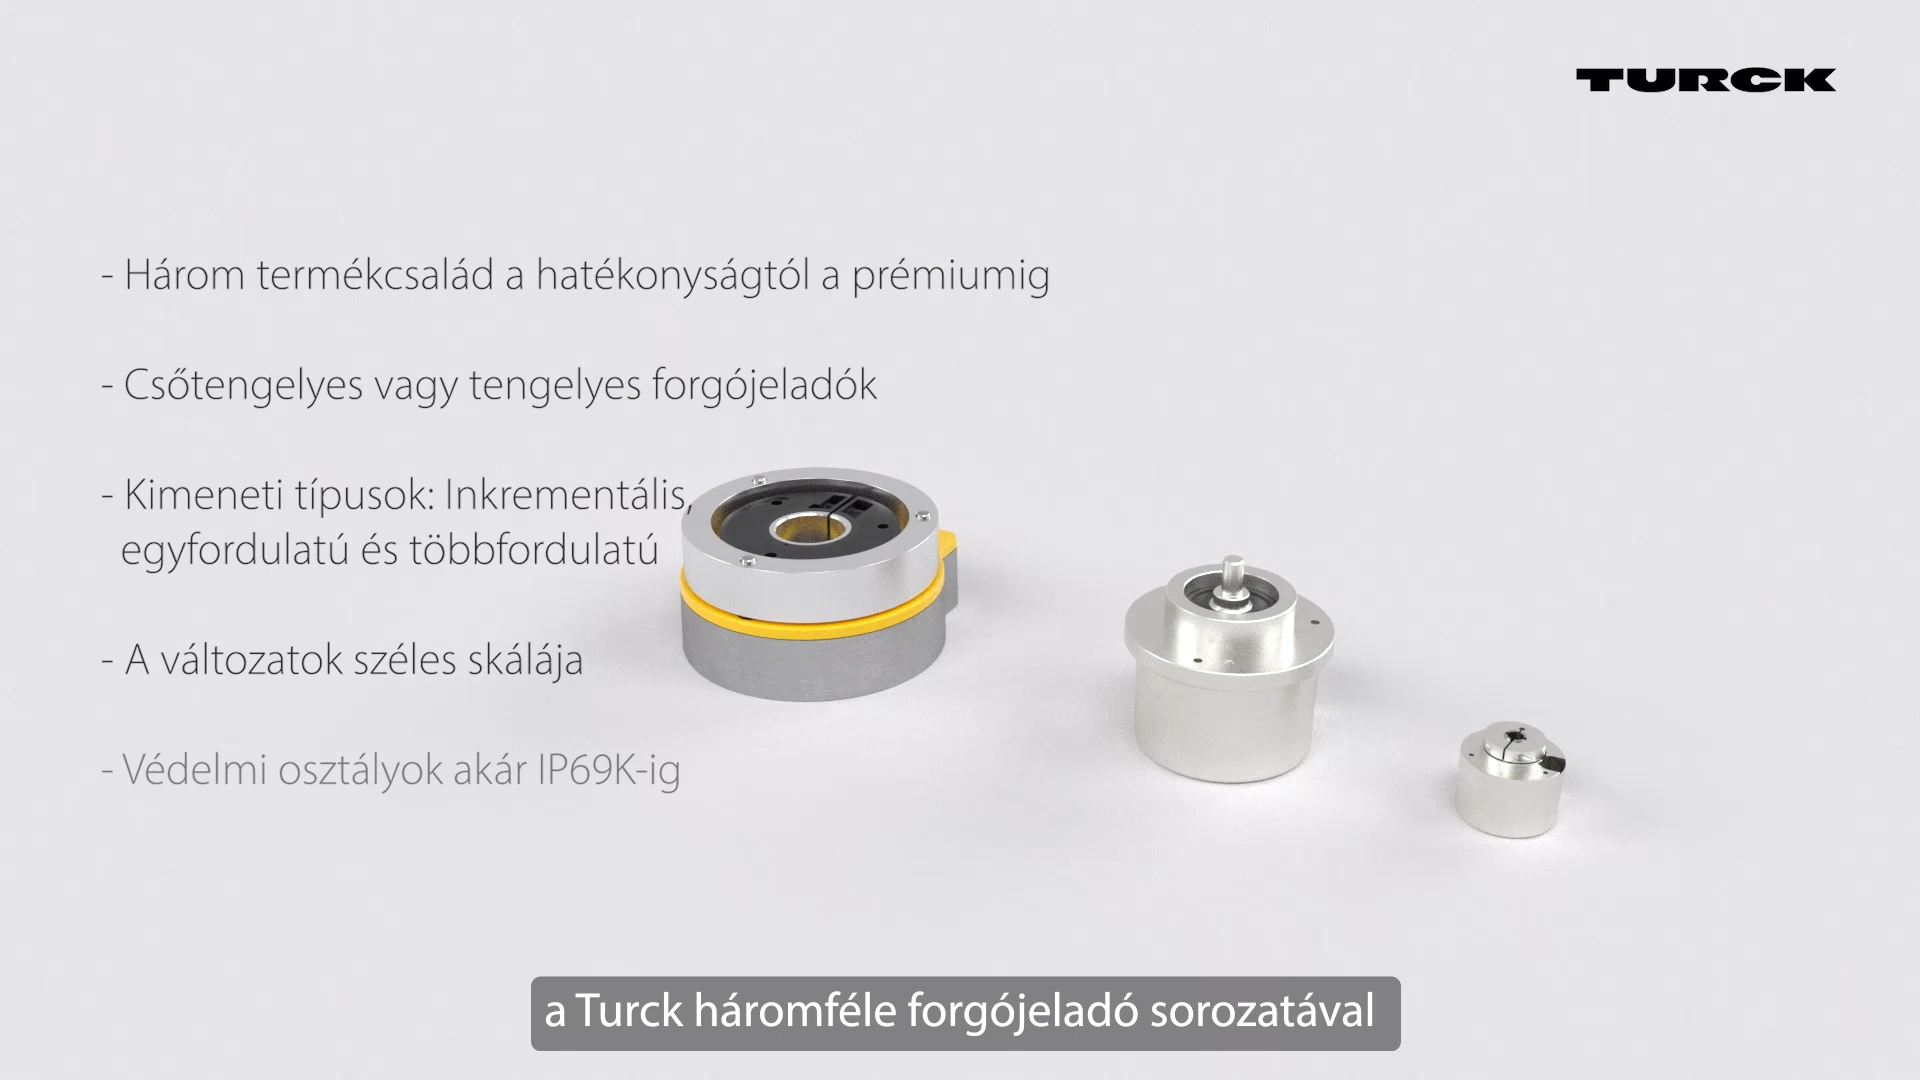 TURCK
- Három termékcsalád a hatékonyságtól a prémiumig
- Csőtengelyes vagy tengelyes forgójeladók
- Kimeneti típusok: Inkrementális,
egyfordulatú és többfordulatú
- A változatok széles skálája
- Védelmi osztályok akár IP69K-ig
a Turck háromféle forgójeladó sorozatával